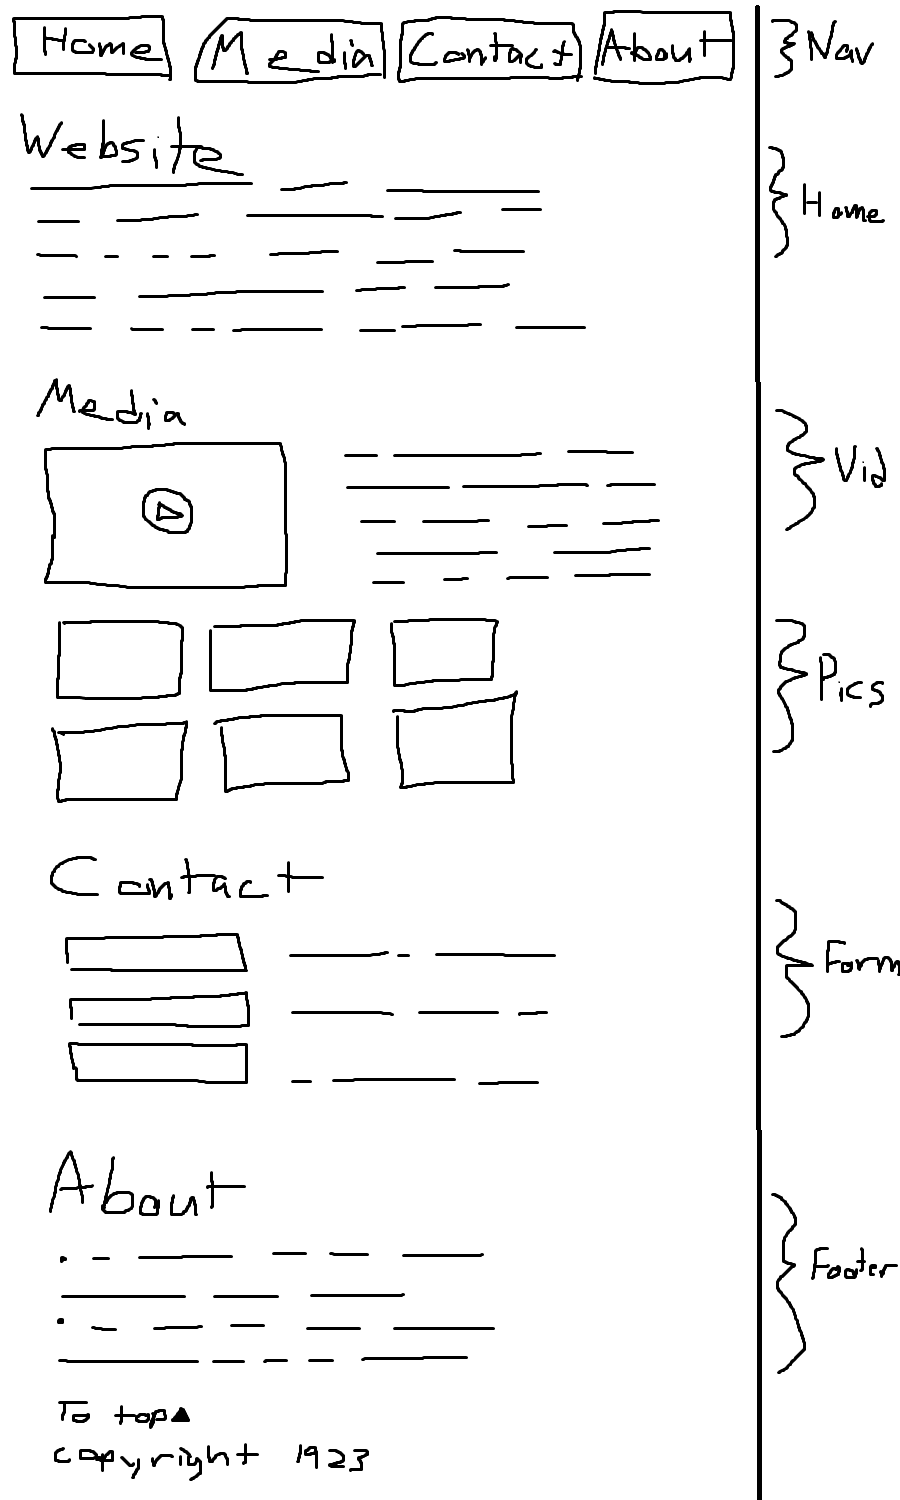 Home Media Contact About Nav
Website
Home
Media
Vid
Pics
Contact
Form
About
Footer
To top▲
copyright 1923